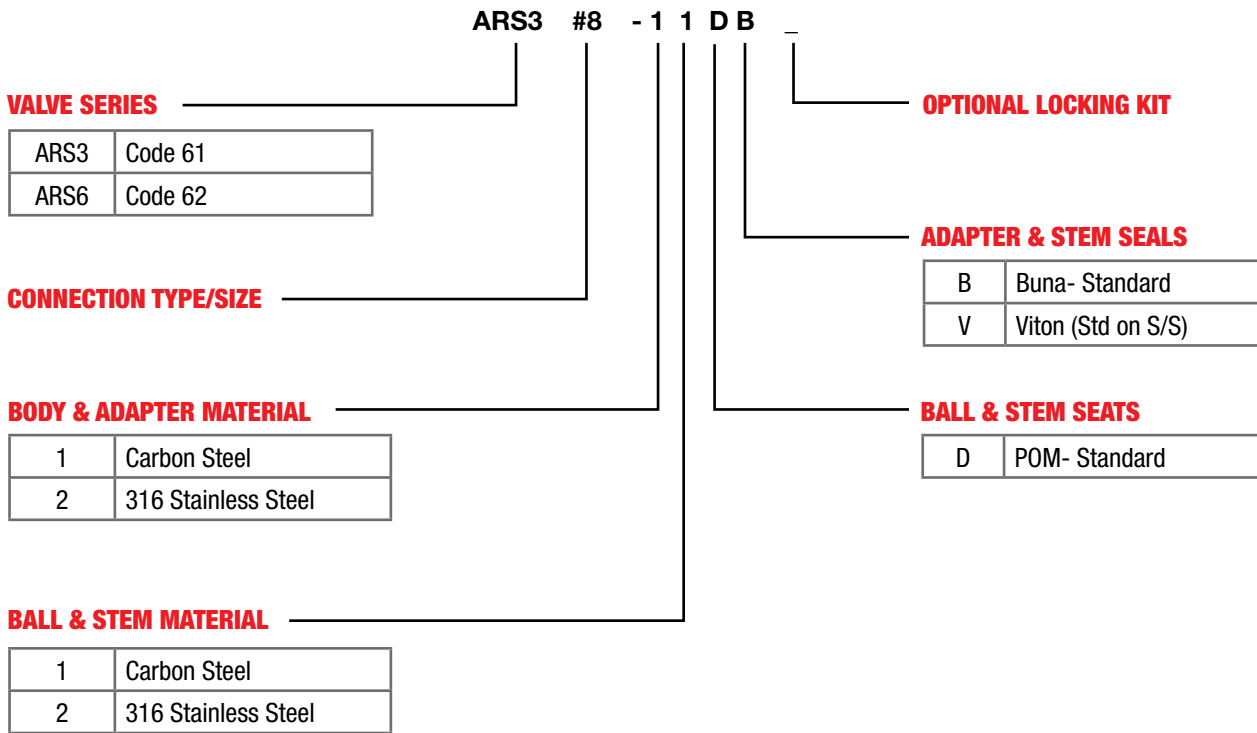 ARS3 #8 - 1 1 D B _
VALVE SERIES
ARS3 Code 61
ARS6 Code 62
CONNECTION TYPE/SIZE
BODY & ADAPTER MATERIAL
1 Carbon Steel
2 316 Stainless Steel
BALL & STEM MATERIAL
1 Carbon Steel
2 316 Stainless Steel
OPTIONAL LOCKING KIT
ADAPTER & STEM SEALS
B Buna- Standard
V Viton (Std on S/S)
BALL & STEM SEATS
D POM- Standard